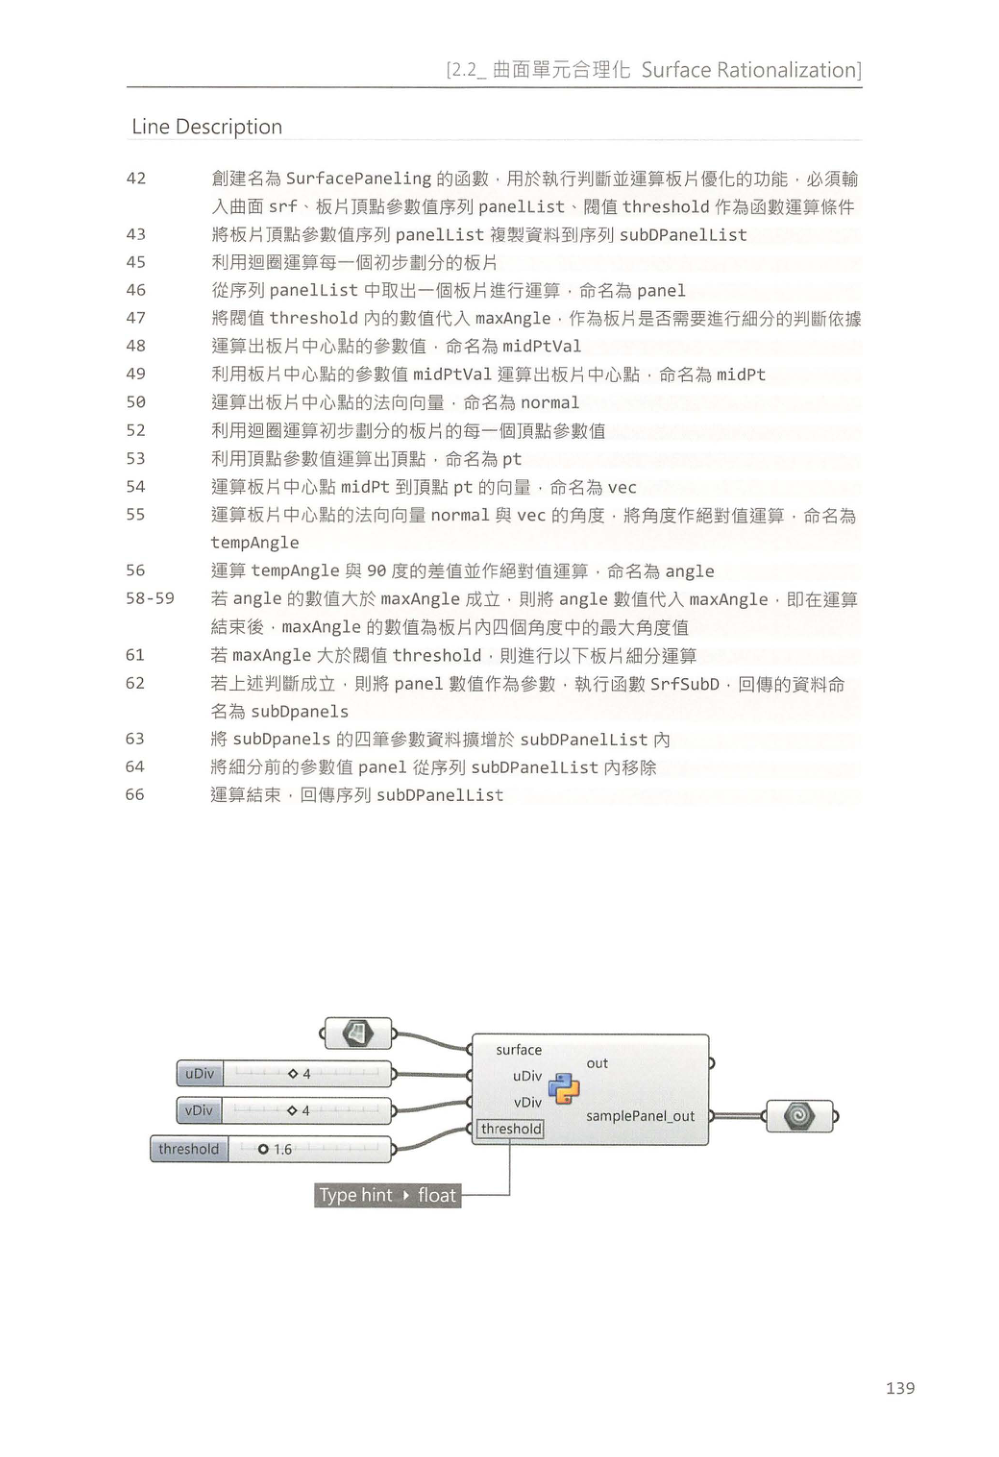 [2.2_ 曲面單元合理化 Surface Rationalization]
Line Description
42 創建名為 SurfacePaneling 的函數，用於執行判斷並運算板片優化的功能，必須輸
入曲面 srf、板片頂點參數值序列 panelList、閥值 threshold 作為函數運算條件
43 將板片頂點參數值序列 panelList 複製資料到序列 subDPanelList
45 利用迴圈運算每一個初步劃分的板片
46 從序列 panelList 中取出一個板片進行運算，命名為 panel
47 將閥值 threshold 內的數值代入 maxAngle，作為板片是否需要進行細分的判斷依據
48 運算出板片中心點的參數值，命名為 midPtVal
49 利用板片中心點的參數值 midPtVal 運算出板片中心點，命名為 midPt
50 運算出板片中心點的法向向量，命名為 normal
52 利用迴圈運算初步劃分的板片的每一個頂點參數值
53 利用頂點參數值運算出頂點，命名為 pt
54 運算板片中心點 midPt 到頂點 pt 的向量，命名為 vec
55 運算板片中心點的法向向量 normal 與 vec 的角度，將角度作絕對值運算，命名為
tempAngle
56 運算 tempAngle 與 90 度的差值並作絕對值運算，命名為 angle
58-59 若 angle 的數值大於 maxAngle 成立，則將 angle 數值代入 maxAngle，即在運算
結束後，maxAngle 的數值為板片內四個角度中的最大角度值
61 若 maxAngle 大於閥值 threshold，則進行以下板片細分運算
62 若上述判斷成立，則將 panel 數值作為參數，執行函數 SrfSubD，回傳的資料命
名為 subDpanels
63 將 subDpanels 的四筆參數資料擴增於 subDPanelList 內
64 將細分前的參數值 panel 從序列 subDPanelList 內移除
66 運算結束，回傳序列 subDPanelList
surface
out
uDiv 4
uDiv
vDiv
vDiv 4
samplePanel_out
threshold
threshold 1.6
Type hint ▸ float
139